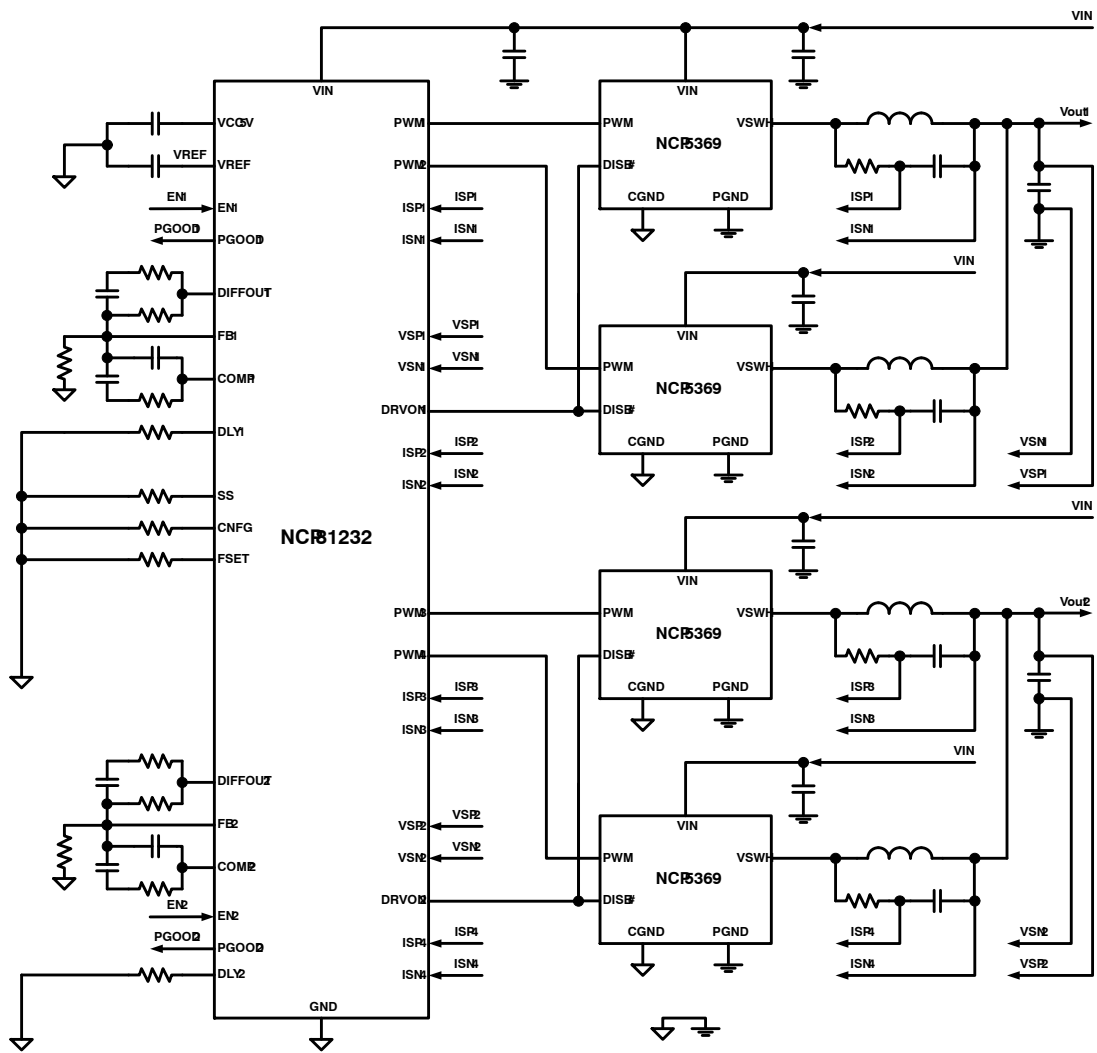 VIN
VIN
VIN
VCC5V
PWM1
PWM
NCP5369
VSWH
Vout1
VREF
VREF
PWM2
DISB#
EN1
EN1
ISP1
ISP1
CGND
PGND
ISP1
PGOOD1
PGOOD1
ISN1
ISN1
ISN1
DIFFOUT1
VIN
FB1
VSP1
VSP1
VIN
COMP1
VSN1
VSN1
PWM
NCP5369
VSWH
DLY1
DRVON1
DISB#
ISP2
ISP2
CGND
PGND
ISP2
VSN1
ISN2
ISN2
ISN2
VSP1
SS
CNFG
FSET
NCP81232
VIN
VIN
PWM3
PWM
NCP5369
VSWH
Vout2
PWM4
DISB#
ISP3
ISP3
CGND
PGND
ISP3
ISN3
ISN3
ISN3
DIFFOUT2
VIN
FB2
VSP2
VSP2
VIN
COMP2
VSN2
VSN2
PWM
NCP5369
VSWH
EN2
EN2
DRVON2
DISB#
PGOOD2
PGOOD2
ISP4
ISP4
CGND
PGND
ISP4
VSN2
DLY2
ISN4
ISN4
ISN4
VSP2
GND